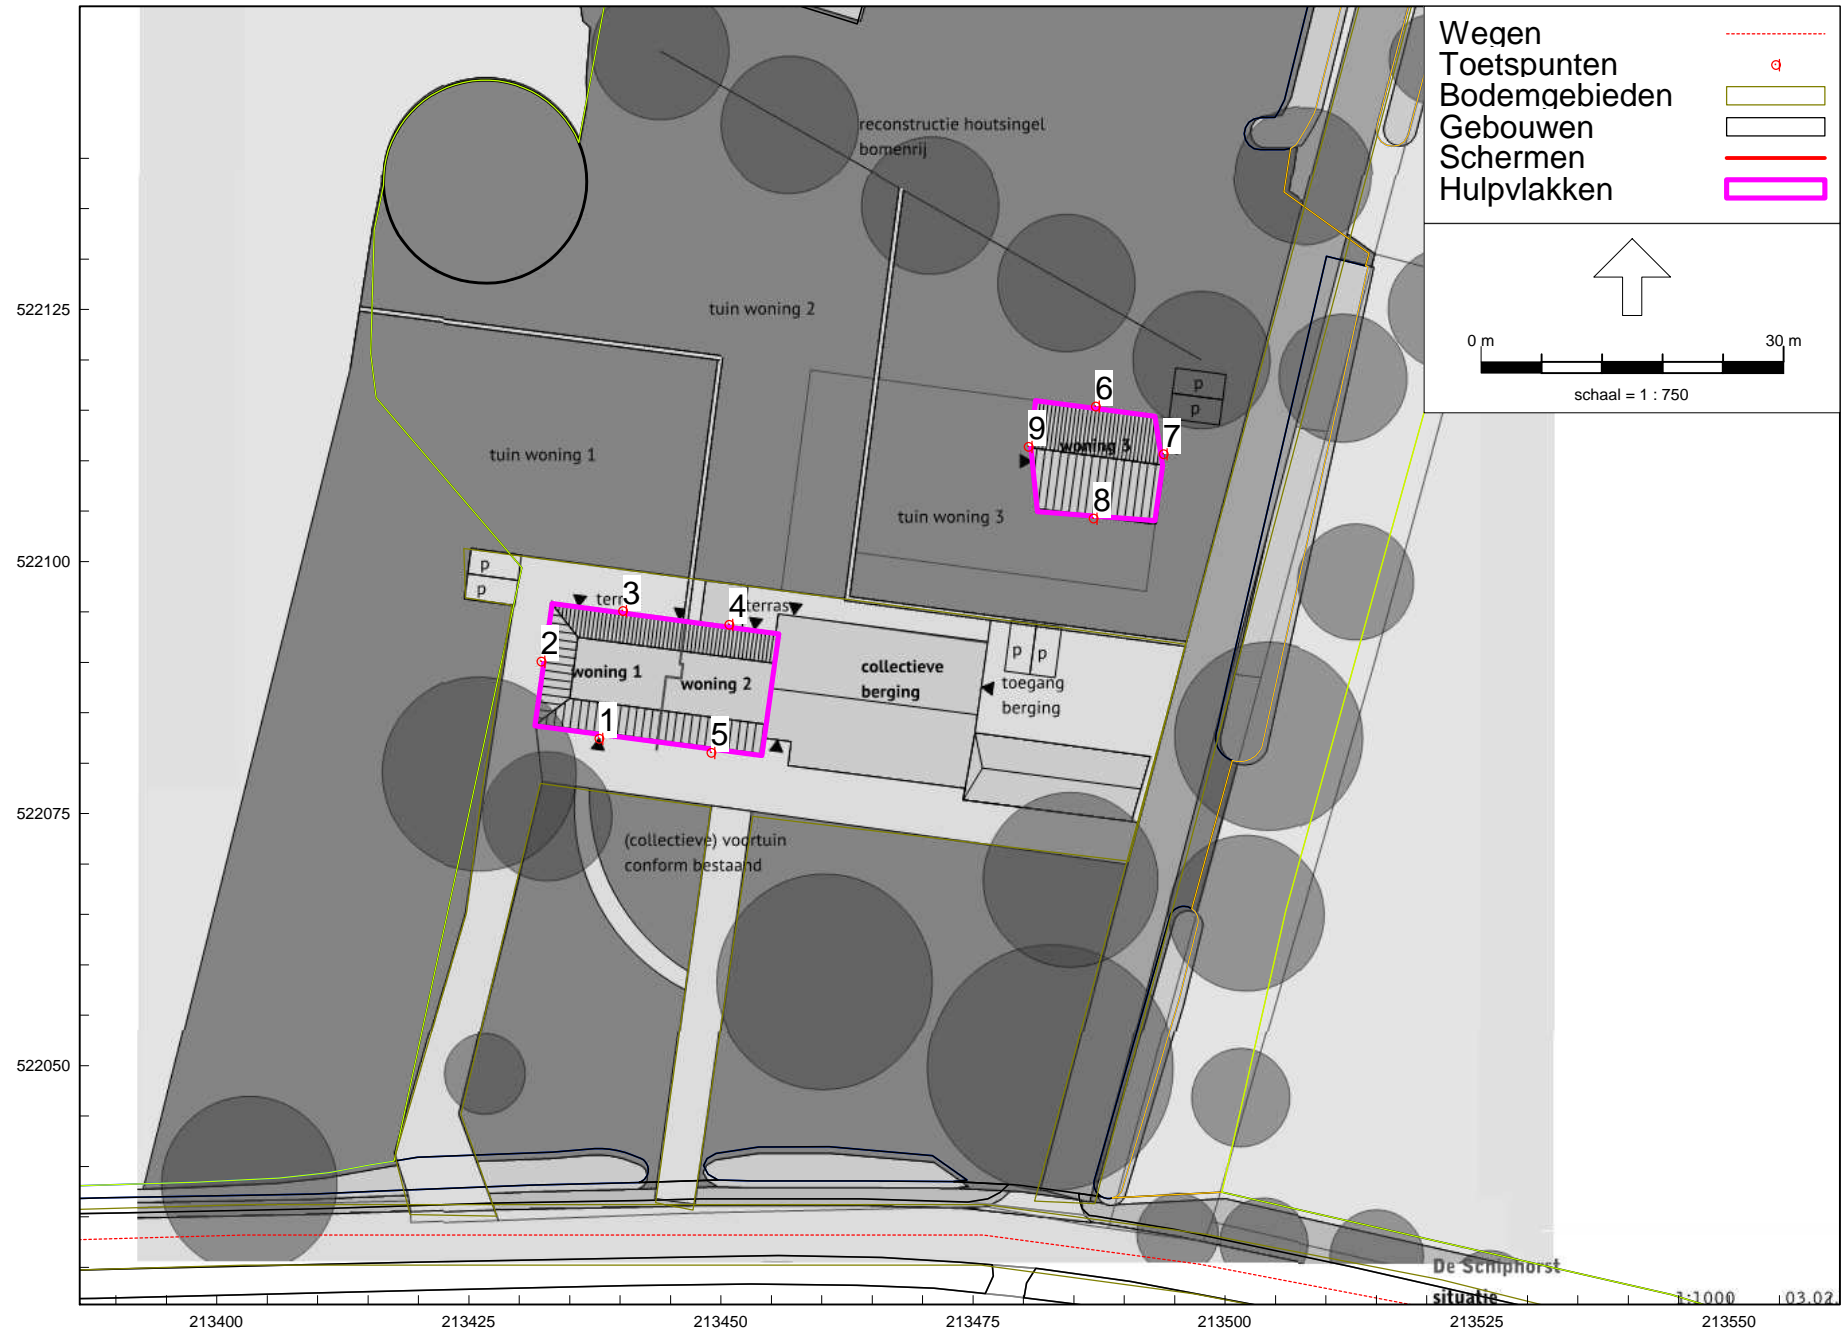 Wegen
Toetspunten
Bodemgebieden
Gebouwen
Schermen
Hulpvlakken
0 m 30 m
schaal = 1 : 750
reconstructie houtsingel
bomenrij
tuin woning 2
522125
p
p
6
9
woning 3
7
tuin woning 1
8
tuin woning 3
522100
p
p
terr
3
4
terras
2
woning 1
woning 2
collectieve
berging
p p
toegang
berging
1
5
522075
(collectieve) voortuin
conform bestaand
522050
De Schiphorst
situatie 1:1000 03.02.
213400 213425 213450 213475 213500 213525 213550